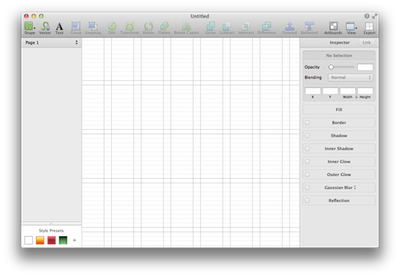 Untitled
Shape Vector Text Group Ungroup Edit Transform Rotate Flatten Rotate Copies Union Subtract Intersect Difference Forward Backward Artboards View Export
Page 1
Inspector Link
No Selection
Opacity
Blending Normal
X Y Width Height
Fill
Border
Shadow
Inner Shadow
Inner Glow
Outer Glow
Gaussian Blur
Reflection
Style Presets